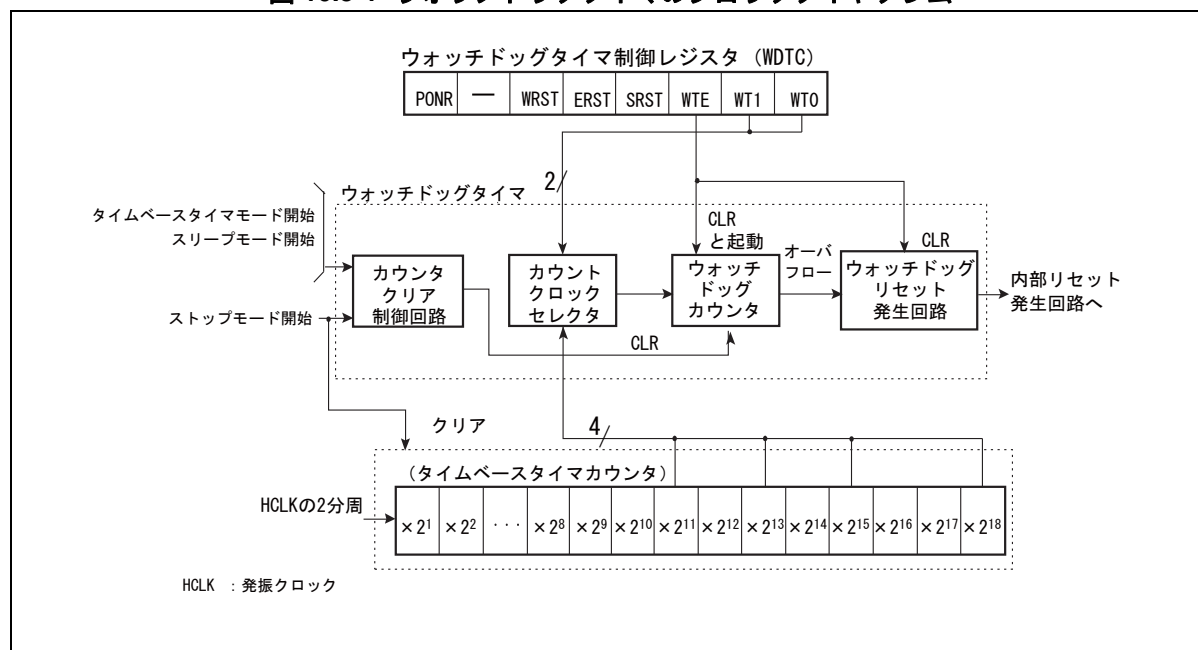 ウォッチドッグタイマ制御レジスタ (WDTC)
PONR — WRST ERST SRST WTE WT1 WT0
2
ウォッチドッグタイマ
タイムベースタイマモード開始
スリープモード開始
ストップモード開始
CLR
と起動
オーバ
フロー
CLR
カウンタ
クリア
制御回路
カウント
クロック
セレクタ
ウォッチ
ドッグ
カウンタ
ウォッチドッグ
リセット
発生回路
内部リセット
発生回路へ
CLR
クリア
4
(タイムベースタイマカウンタ)
HCLKの2分周
×2¹ ×2² ··· ×2⁸ ×2⁹ ×2¹⁰ ×2¹¹ ×2¹² ×2¹³ ×2¹⁴ ×2¹⁵ ×2¹⁶ ×2¹⁷ ×2¹⁸
HCLK :発振クロック